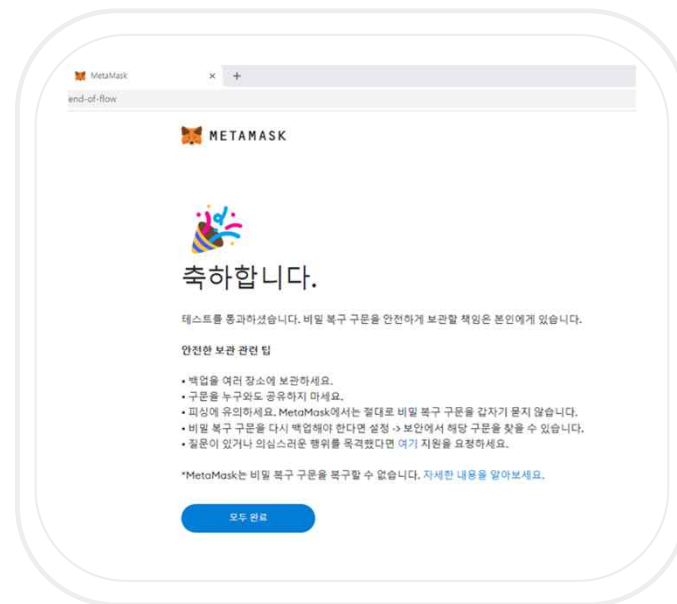 MetaMask × +
end-of-flow
METAMASK
축하합니다.
테스트를 통과하셨습니다. 비밀 복구 구문을 안전하게 보관할 책임은 본인에게 있습니다.
안전한 보관 관련 팁
• 백업을 여러 장소에 보관하세요.
• 구문을 누구와도 공유하지 마세요.
• 피싱에 유의하세요. MetaMask에서는 절대로 비밀 복구 구문을 갑자기 묻지 않습니다.
• 비밀 복구 구문을 다시 백업해야 한다면 설정 -> 보안에서 해당 구문을 찾을 수 있습니다.
• 질문이 있거나 의심스러운 행위를 목격했다면 여기 지원을 요청하세요.
*MetaMask는 비밀 복구 구문을 복구할 수 없습니다. 자세한 내용을 알아보세요.
모두 완료